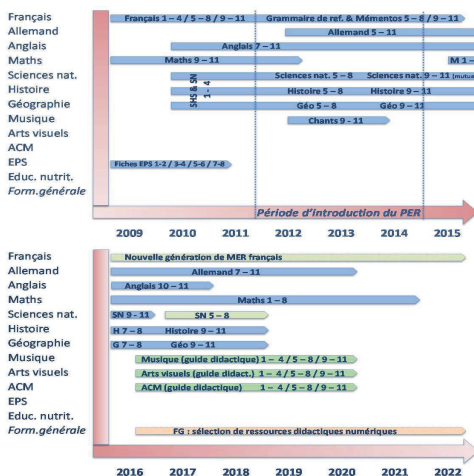 Français Français 1 – 4 / 5 – 8 / 9 – 11 Grammaire de ref. & Mémentos 5 – 8 / 9 – 11
Allemand Allemand 5 – 11
Anglais Anglais 7 – 11
Maths Maths 9 – 11 M 1 –
Sciences nat. SHS & SN 1 - 4 Sciences nat. 5 – 8 Sciences nat. 9 – 11
Histoire Histoire 5 – 8 Histoire 9 – 11
Géographie Géo 5 – 8 Géo 9 – 11
Musique Chants 9 - 11
Arts visuels
ACM
EPS Fiches EPS 1-2 / 3-4 / 5-6 / 7-8
Educ. nutrit.
Form.générale
Période d'introduction du PER
2009 2010 2011 2012 2013 2014 2015
Français Nouvelle génération de MER français
Allemand Allemand 7 – 11
Anglais Anglais 10 – 11
Maths Maths 1 – 8
Sciences nat. SN 9 - 11 SN 5 – 8
Histoire H 7 – 8 Histoire 9 – 11
Géographie G 7 – 8 Géo 9 – 11
Musique Musique (guide didactique) 1 – 4 / 5 – 8 / 9 – 11
Arts visuels Arts visuels (guide didact.) 1 – 4 / 5 – 8 / 9 – 11
ACM ACM (guide didactique) 1 – 4 / 5 – 8 / 9 – 11
EPS
Educ. nutrit.
Form.générale FG : sélection de ressources didactiques numériques
2016 2017 2018 2019 2020 2021 2022